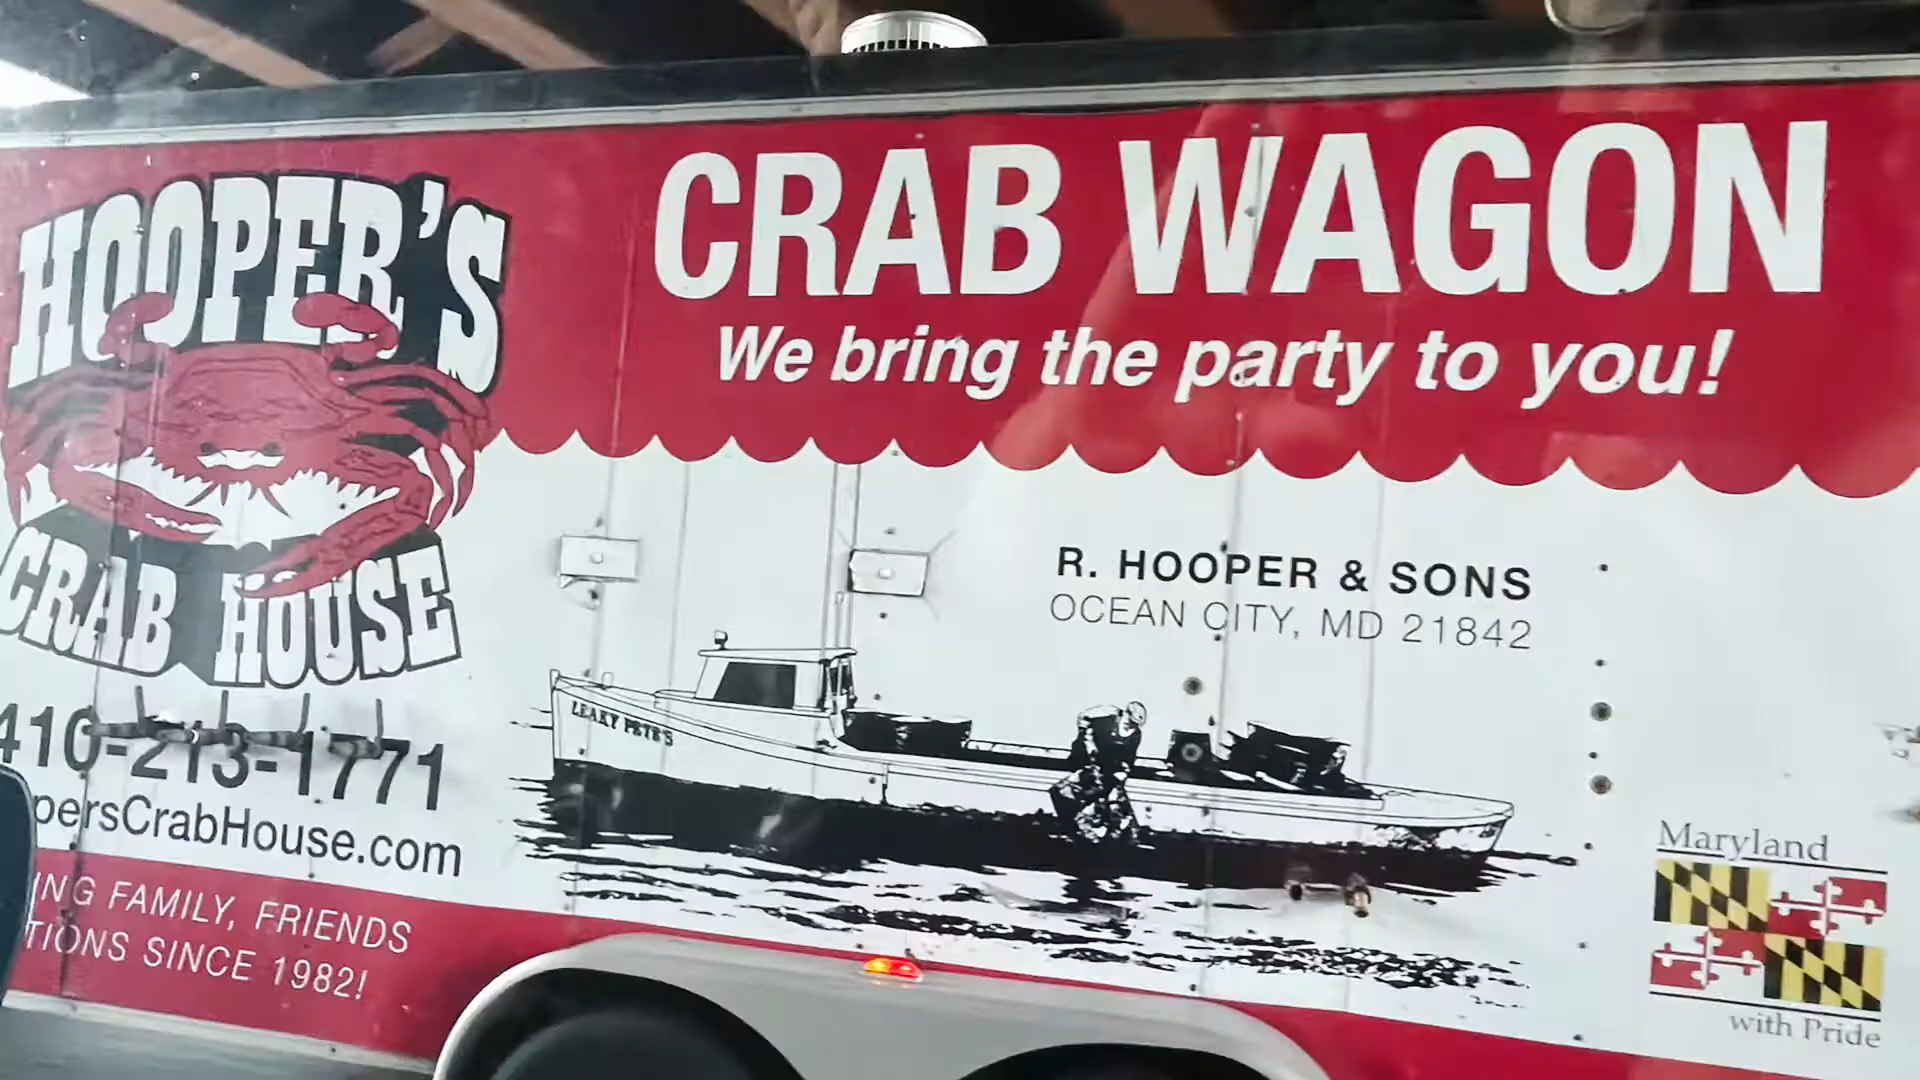 HOOPER'S
CRAB HOUSE
410-213-1771
persCrabHouse.com
ING FAMILY, FRIENDS
TIONS SINCE 1982!
CRAB WAGON
We bring the party to you!
R. HOOPER & SONS
OCEAN CITY, MD 21842
LEAKY PETE'S
Maryland
with Pride